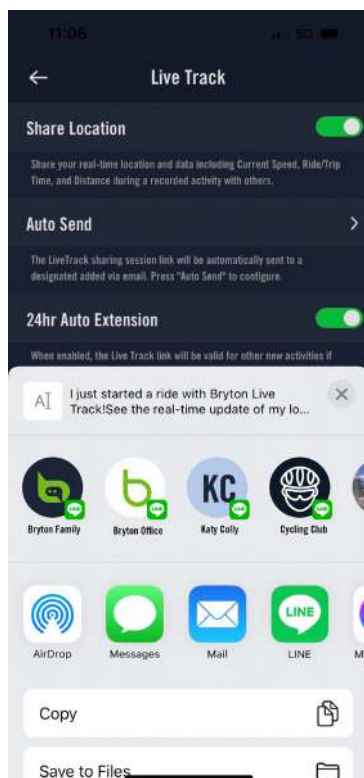 11:06
5G
Live Track
Share Location
Share your real-time location and data including Current Speed, Ride/Trip
Time, and Distance during a recorded activity with others.
Auto Send
The LiveTrack sharing session link will be automatically sent to a
designated added via email. Press "Auto Send" to configure.
24hr Auto Extension
When enabled, the Live Track link will be valid for other new activities if
A
I just started a ride with Bryton Live
Track!See the real-time update of my lo...
KC
LINE LINE LINE LINE
Bryton Family Bryton Office Katy Colly Cycling Club
LINE
AirDrop Messages Mail LINE M
Copy
Save to Files